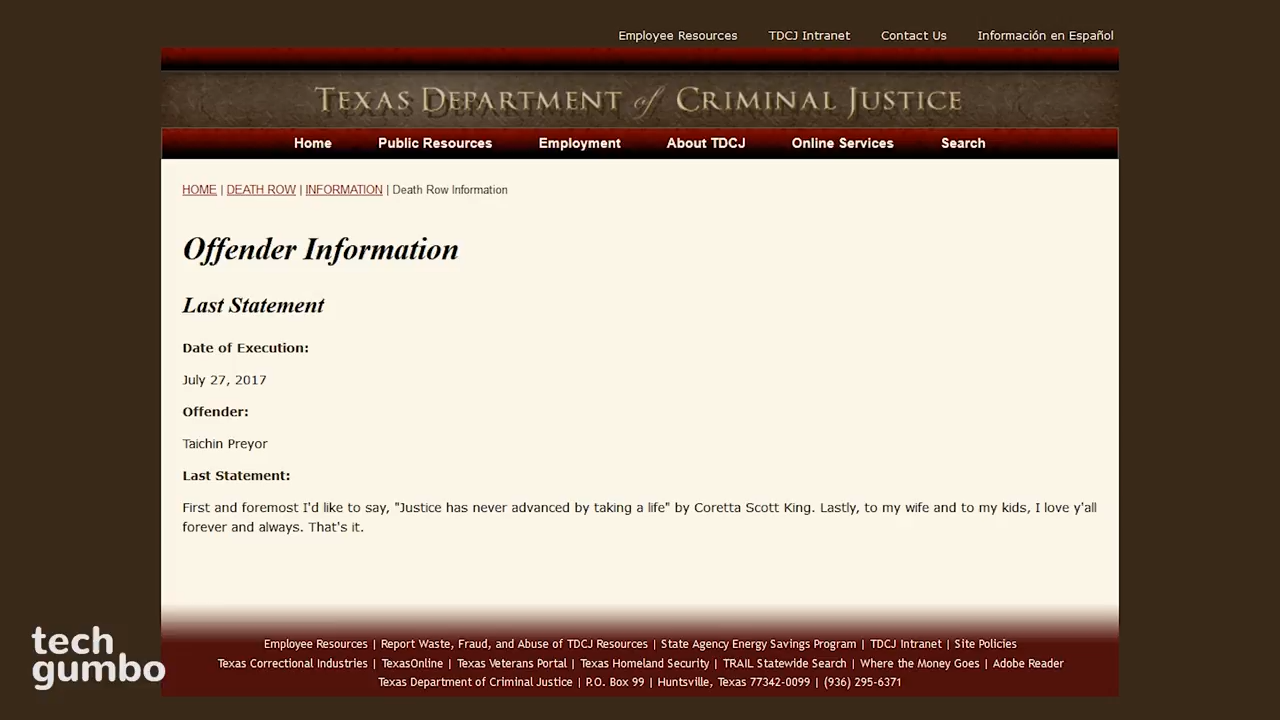 Employee Resources TDCJ Intranet Contact Us Información en Español
Texas Department of Criminal Justice
Home Public Resources Employment About TDCJ Online Services Search
HOME | DEATH ROW | INFORMATION | Death Row Information
Offender Information
Last Statement
Date of Execution:
July 27, 2017
Offender:
Taichin Preyor
Last Statement:
First and foremost I'd like to say, "Justice has never advanced by taking a life" by Coretta Scott King. Lastly, to my wife and to my kids, I love y'all
forever and always. That's it.
Employee Resources | Report Waste, Fraud, and Abuse of TDCJ Resources | State Agency Energy Savings Program | TDCJ Intranet | Site Policies
Texas Correctional Industries | TexasOnline | Texas Veterans Portal | Texas Homeland Security | TRAIL Statewide Search | Where the Money Goes | Adobe Reader
Texas Department of Criminal Justice | P.O. Box 99 | Huntsville, Texas 77342-0099 | (936) 295-6371
tech
gumbo